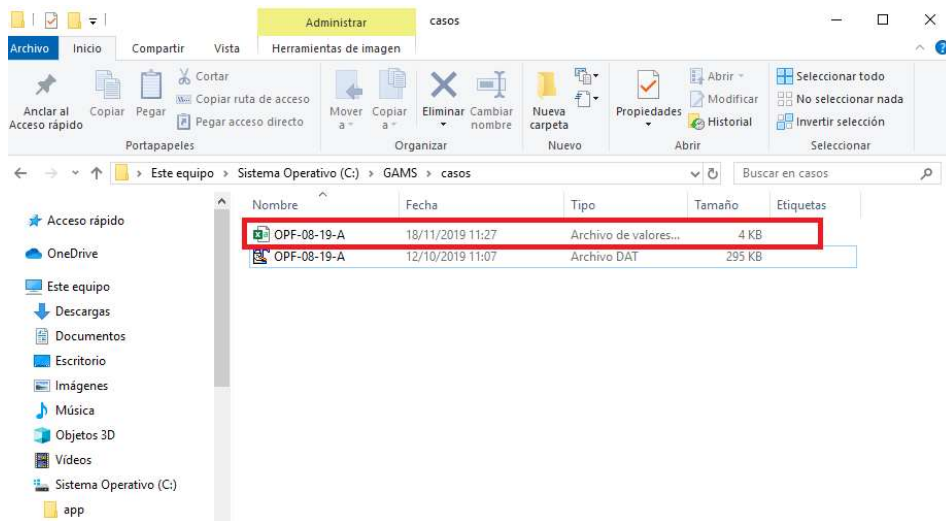 Administrar casos
Archivo Inicio Compartir Vista Herramientas de imagen
Anclar al Acceso rápido
Copiar
Pegar
Cortar
Copiar ruta de acceso
Pegar acceso directo
Portapapeles
Mover a
Copiar a
Eliminar
Cambiar nombre
Organizar
Nueva carpeta
Nuevo
Propiedades
Abrir
Modificar
Historial
Abrir
Seleccionar todo
No seleccionar nada
Invertir selección
Seleccionar
Este equipo > Sistema Operativo (C:) > GAMS > casos
Buscar en casos
Nombre Fecha Tipo Tamaño Etiquetas
OPF-08-19-A 18/11/2019 11:27 Archivo de valores... 4 KB
OPF-08-19-A 12/10/2019 11:07 Archivo DAT 295 KB
Acceso rápido
OneDrive
Este equipo
Descargas
Documentos
Escritorio
Imágenes
Música
Objetos 3D
Vídeos
Sistema Operativo (C:)
app